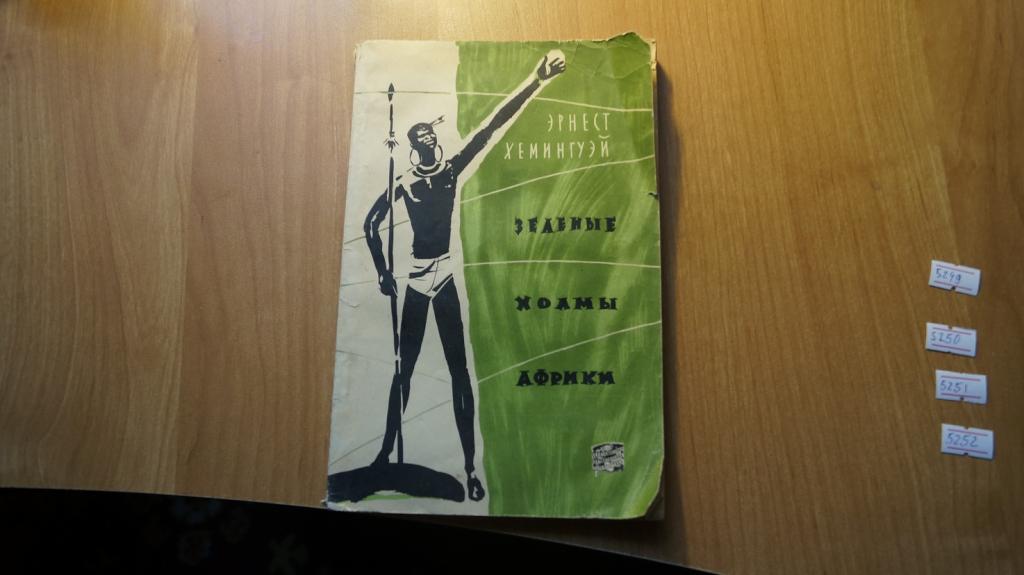 ЭРНЕСТ
ХЕМИНГУЭЙ
ЗЕЛЕНЫЕ
ХОЛМЫ
АФРИКИ
5249
5250
5251
5252